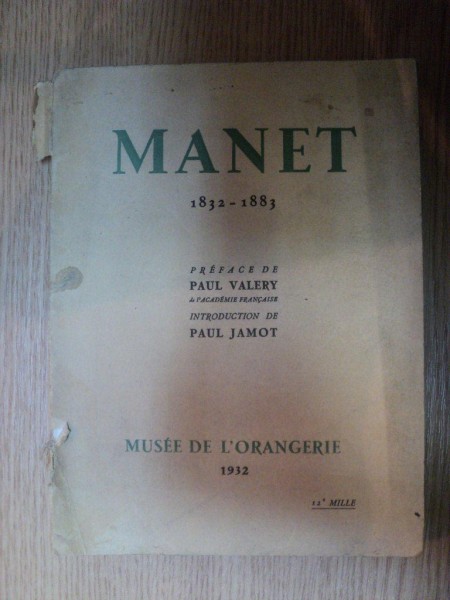 MANET
1832 - 1883
PRÉFACE DE
PAUL VALERY
de l'ACADÉMIE FRANÇAISE
INTRODUCTION DE
PAUL JAMOT
MUSÉE DE L'ORANGERIE
1932
12e MILLE